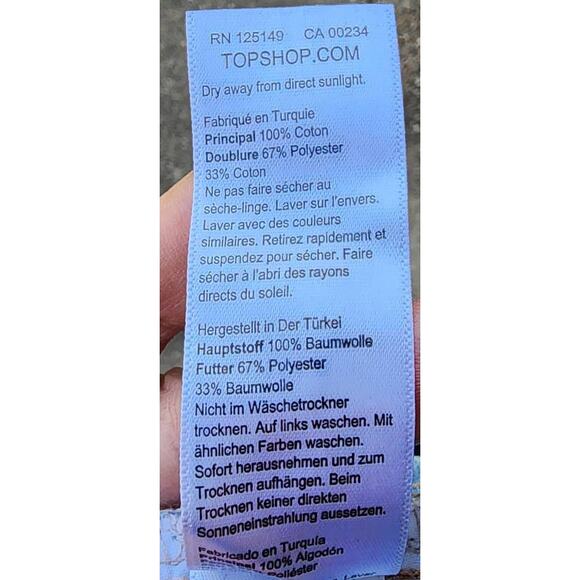 RN 125149 CA 00234
TOPSHOP.COM
Dry away from direct sunlight.
Fabriqué en Turquie
Principal 100% Coton
Doublure 67% Polyester
33% Coton
Ne pas faire sécher au
sèche-linge. Laver sur l'envers.
Laver avec des couleurs
similaires. Retirez rapidement et
suspendez pour sécher. Faire
sécher à l'abri des rayons
directs du soleil.
Hergestellt in Der Türkei
Hauptstoff 100% Baumwolle
Futter 67% Polyester
33% Baumwolle
Nicht im Wäschetrockner
trocknen. Auf links waschen. Mit
ähnlichen Farben waschen.
Sofort herausnehmen und zum
Trocknen aufhängen. Beim
Trocknen keiner direkten
Sonneneinstrahlung aussetzen.
Fabricado en Turquía
Principal 100% Algodón
Poliéster
Lavar